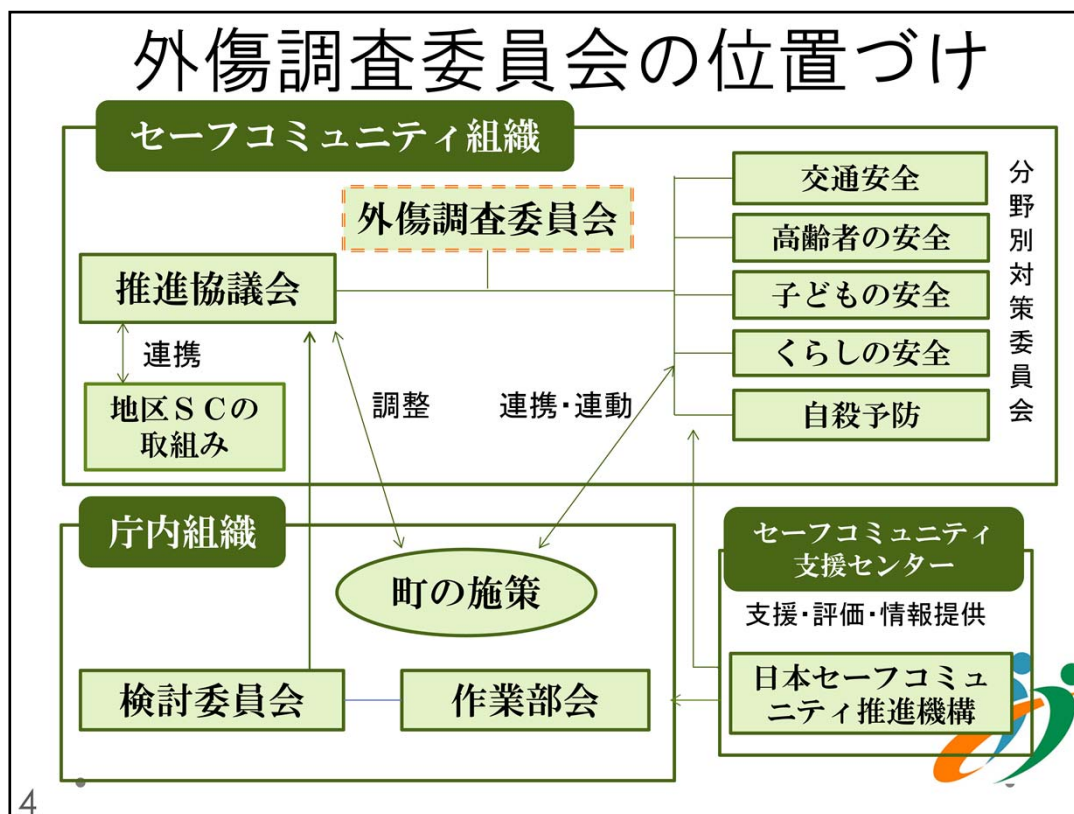 外傷調査委員会の位置づけ
セーフコミュニティ組織
外傷調査委員会
推進協議会
連携
地区ＳＣの
取組み
調整
連携・連動
交通安全
高齢者の安全
子どもの安全
くらしの安全
自殺予防
分野別対策委員会
庁内組織
町の施策
検討委員会
作業部会
セーフコミュニティ
支援センター
支援・評価・情報提供
日本セーフコミュ
ニティ推進機構
4